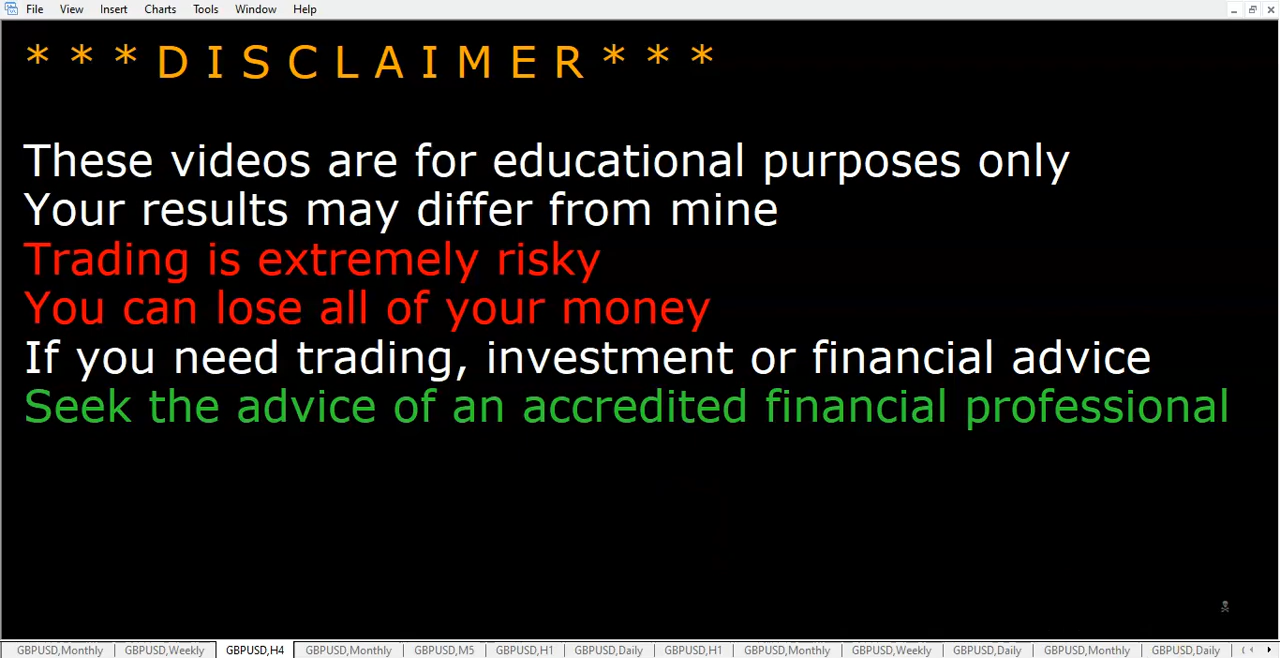 File View Insert Charts Tools Window Help
* * * D I S C L A I M E R * * *
These videos are for educational purposes only
Your results may differ from mine
Trading is extremely risky
You can lose all of your money
If you need trading, investment or financial advice
Seek the advice of an accredited financial professional
GBPUSD,Monthly GBPUSD,Weekly GBPUSD,H4 GBPUSD,Monthly GBPUSD,M5 GBPUSD,H1 GBPUSD,Daily GBPUSD,H1 GBPUSD,Monthly GBPUSD,Weekly GBPUSD,Daily GBPUSD,Monthly GBPUSD,Daily